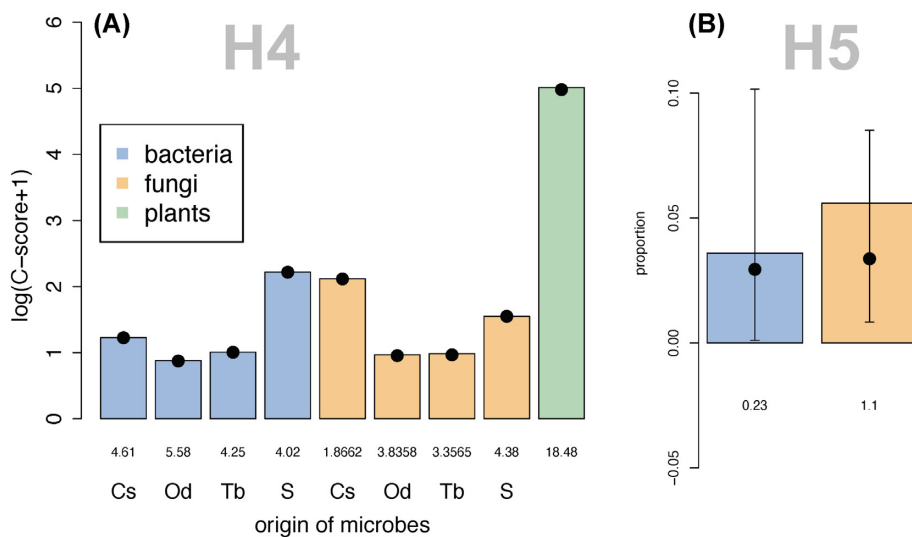 (A) H4
6
5
4
3
2
1
0
log(C−score+1)
bacteria
fungi
plants
4.61 5.58 4.25 4.02 1.8662 3.8358 3.3565 4.38 18.48
Cs Od Tb S Cs Od Tb S
origin of microbes
(B) H5
0.10
0.05
0.00
−0.05
proportion
0.23 1.1